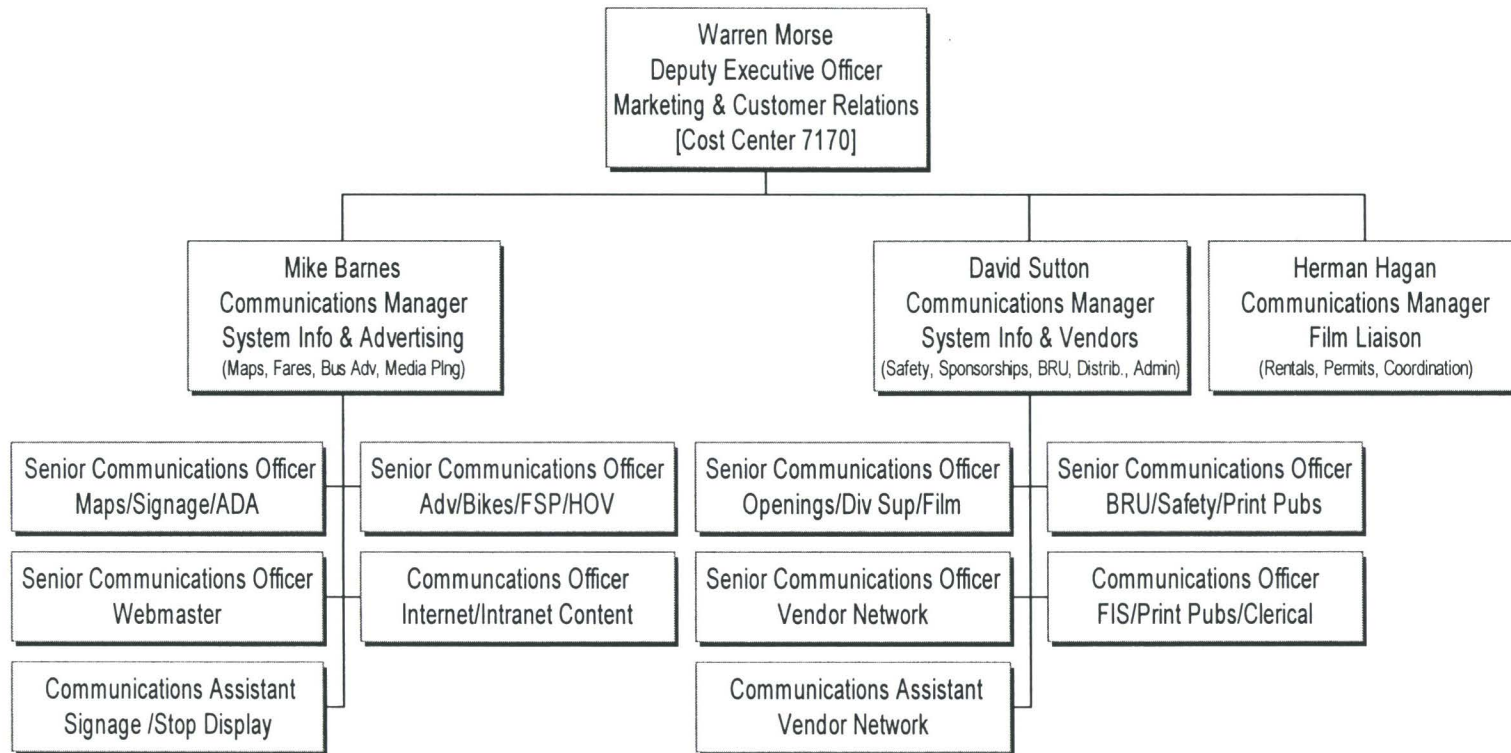 Warren Morse
Deputy Executive Officer
Marketing & Customer Relations
[Cost Center 7170]
Mike Barnes
Communications Manager
System Info & Advertising
(Maps, Fares, Bus Adv, Media Plng)
David Sutton
Communications Manager
System Info & Vendors
(Safety, Sponsorships, BRU, Distrib., Admin)
Herman Hagan
Communications Manager
Film Liaison
(Rentals, Permits, Coordination)
Senior Communications Officer
Maps/Signage/ADA
Senior Communications Officer
Adv/Bikes/FSP/HOV
Senior Communications Officer
Openings/Div Sup/Film
Senior Communications Officer
BRU/Safety/Print Pubs
Senior Communications Officer
Webmaster
Communcations Officer
Internet/Intranet Content
Senior Communications Officer
Vendor Network
Communications Officer
FIS/Print Pubs/Clerical
Communications Assistant
Signage /Stop Display
Communications Assistant
Vendor Network